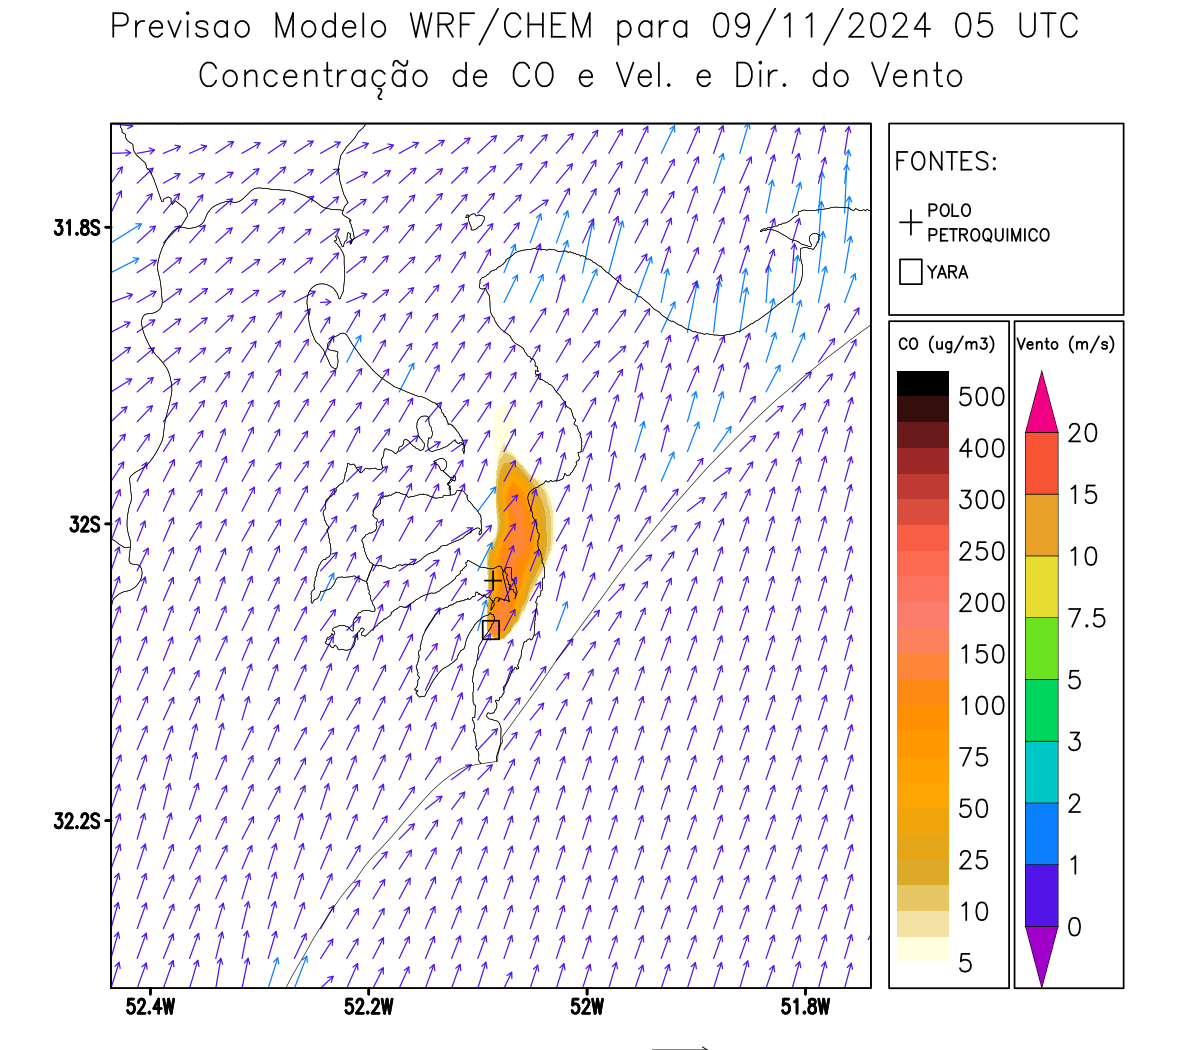 Previsao Modelo WRF/CHEM para 09/11/2024 05 UTC
Concentração de CO e Vel. e Dir. do Vento
FONTES:
POLO
PETROQUIMICO
YARA
31.8S
32S
32.2S
52.4W
52.2W
52W
51.8W
CO (ug/m3)
500
400
300
250
200
150
100
75
50
25
10
5
Vento (m/s)
20
15
10
7.5
5
3
2
1
0